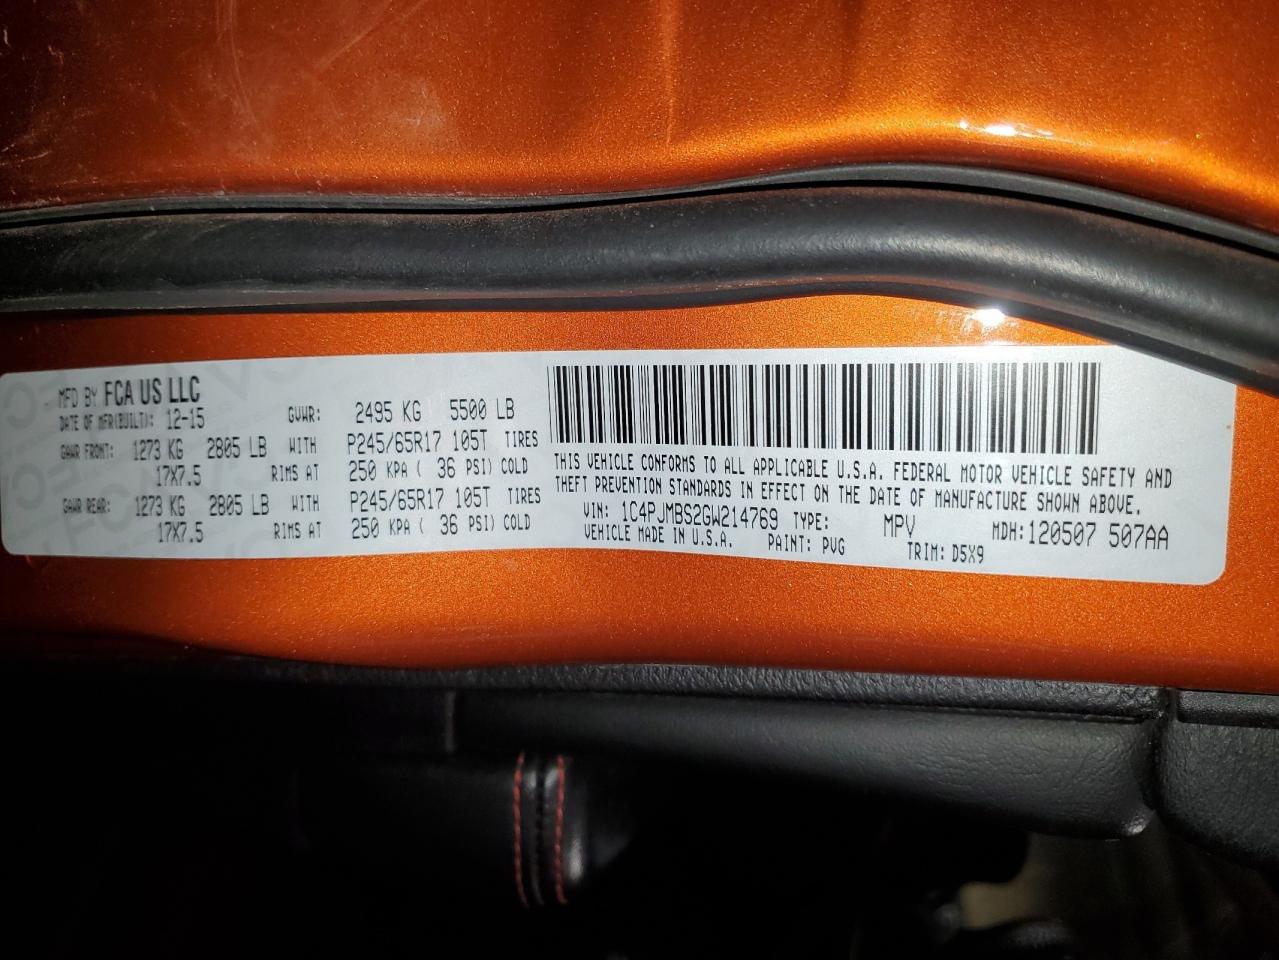 MFD BY FCA US LLC
DATE OF MFR(BUILT): 12-15 GVWR: 2495 KG 5500 LB
GAWR FRONT: 1273 KG 2805 LB WITH P245/65R17 105T TIRES
17X7.5 RIMS AT 250 KPA ( 36 PSI) COLD
GAWR REAR: 1273 KG 2805 LB WITH P245/65R17 105T TIRES
17X7.5 RIMS AT 250 KPA ( 36 PSI) COLD
THIS VEHICLE CONFORMS TO ALL APPLICABLE U.S.A. FEDERAL MOTOR VEHICLE SAFETY AND
THEFT PREVENTION STANDARDS IN EFFECT ON THE DATE OF MANUFACTURE SHOWN ABOVE.
VIN: 1C4PJMBS2GW214769 TYPE: MPV MDH:120507 507AA
VEHICLE MADE IN U.S.A. PAINT: PVG TRIM: D5X9